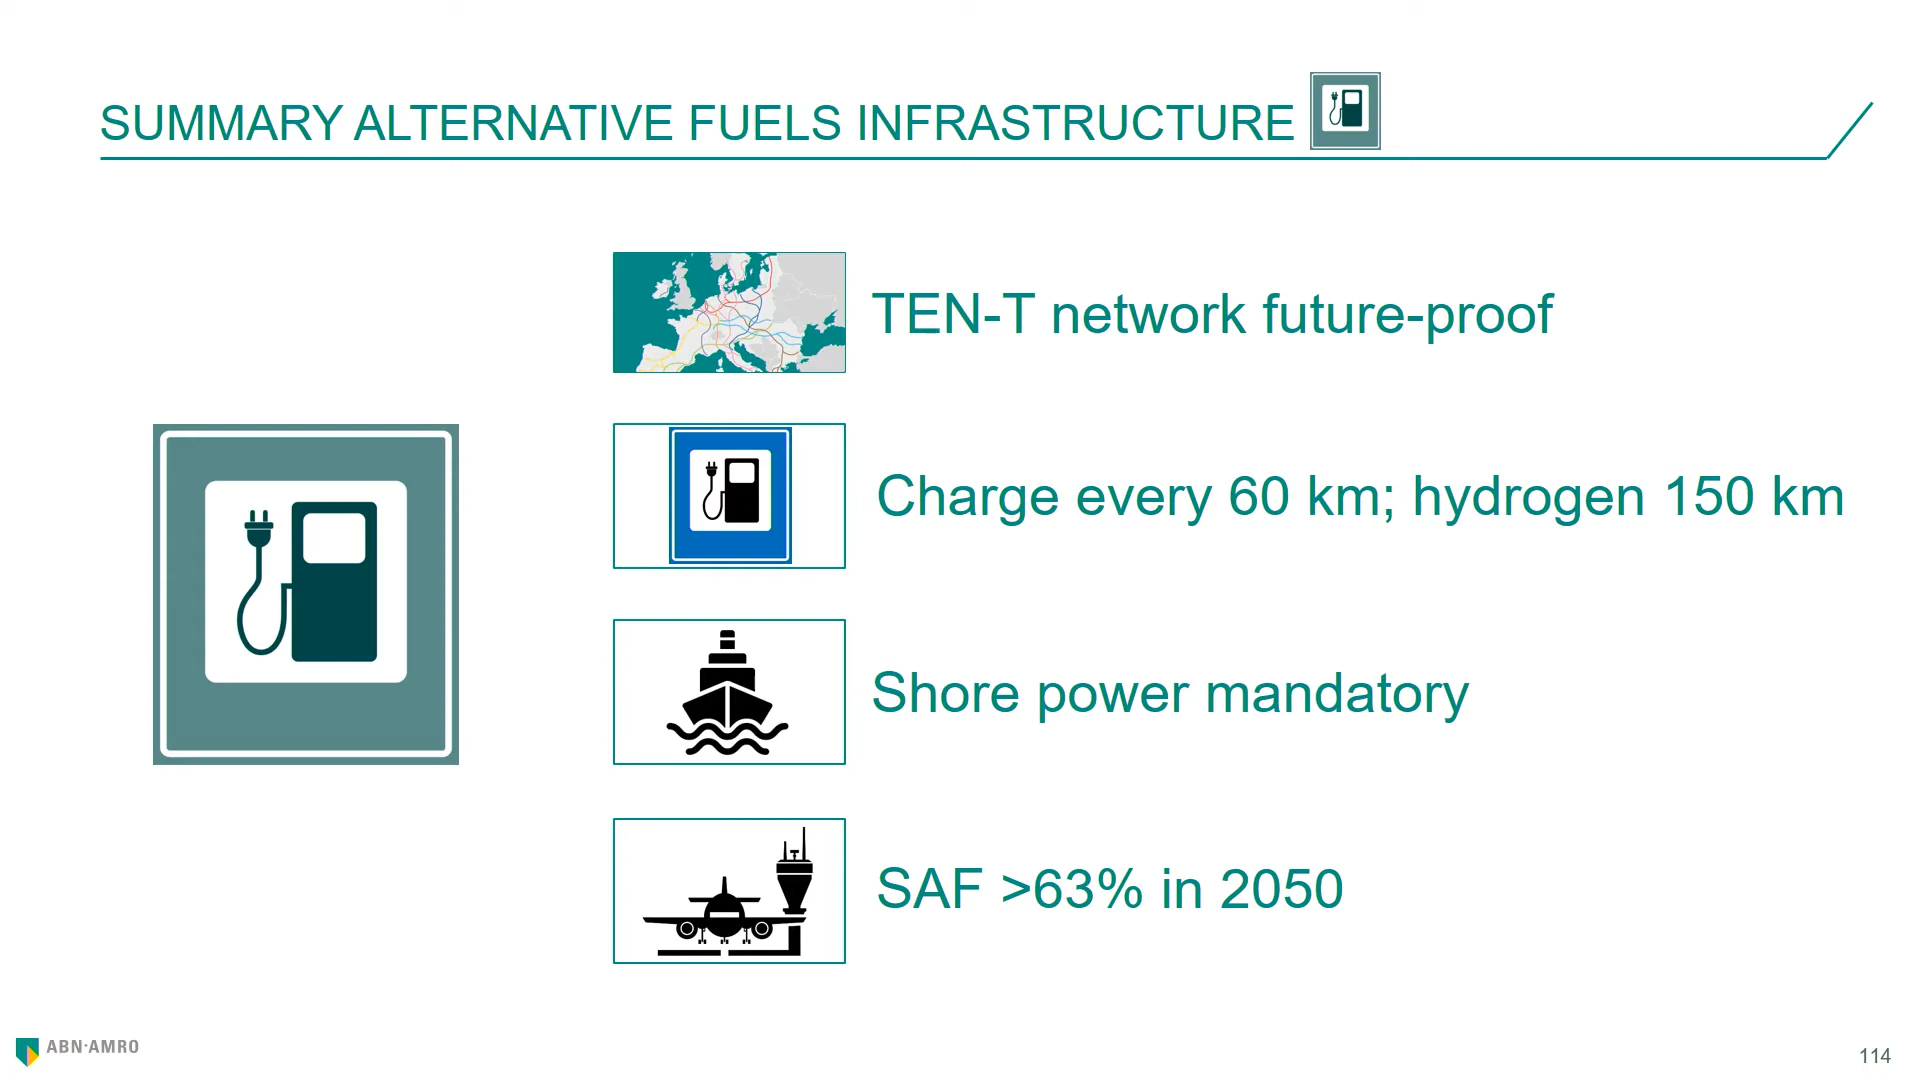 SUMMARY ALTERNATIVE FUELS INFRASTRUCTURE
TEN-T network future-proof
Charge every 60 km; hydrogen 150 km
Shore power mandatory
SAF >63% in 2050
ABN·AMRO
114